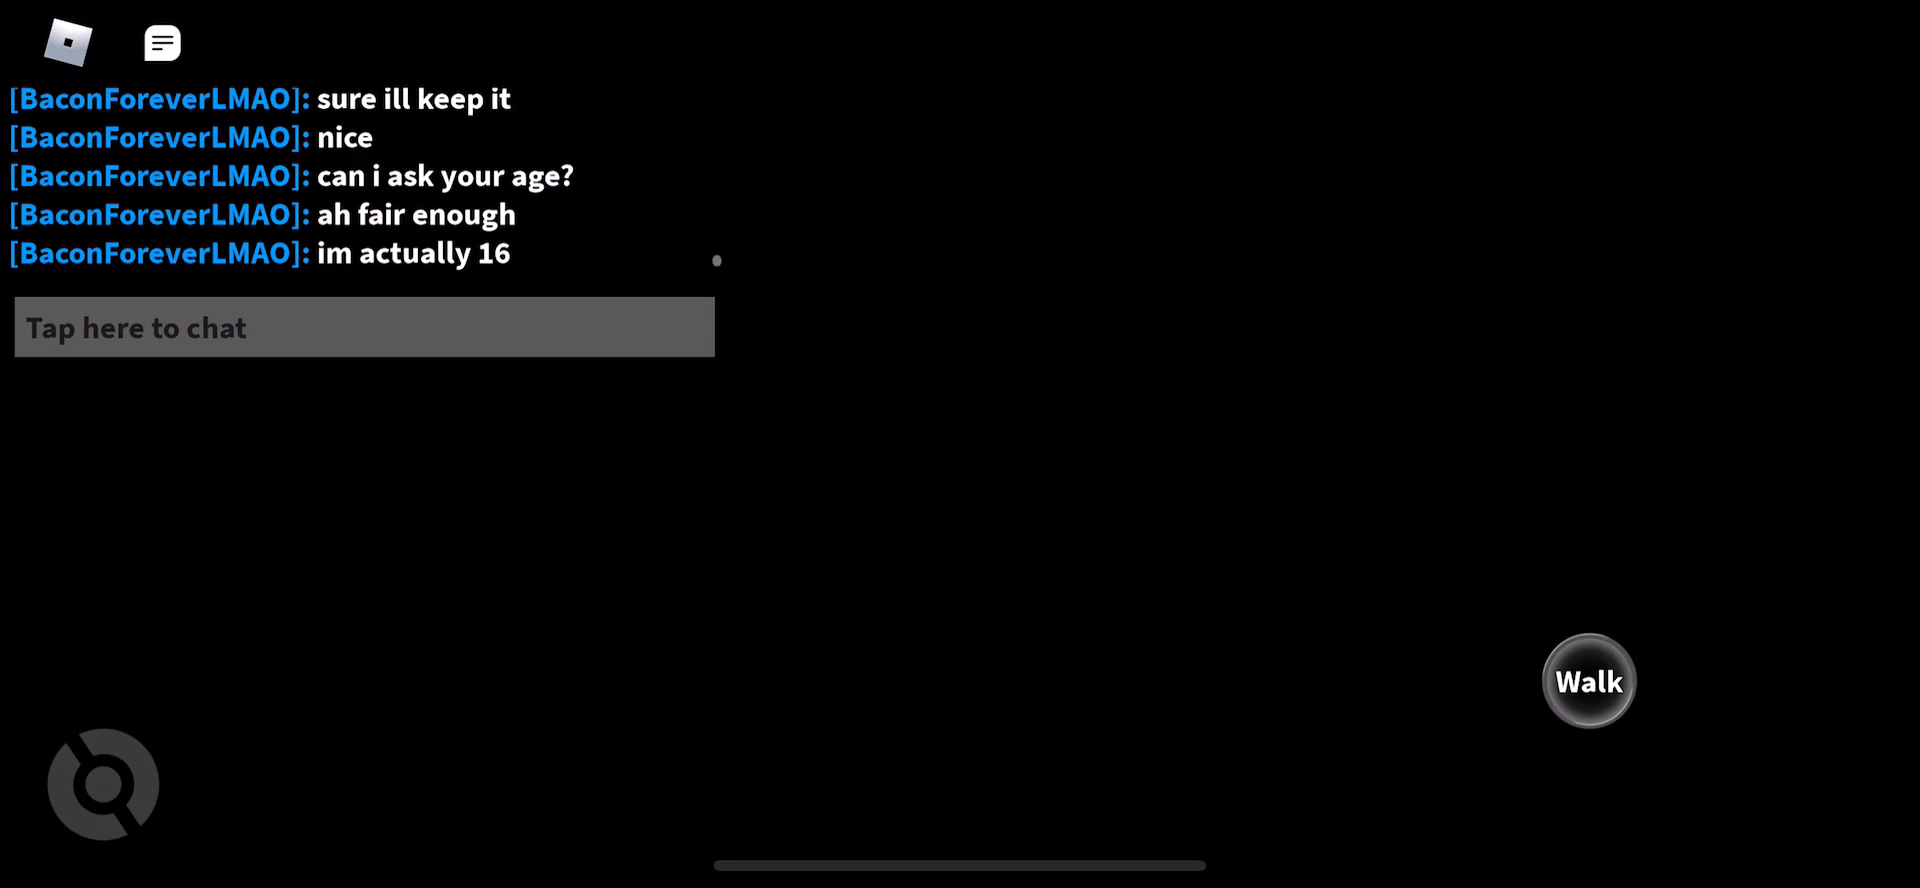 [BaconForeverLMAO]: sure ill keep it
[BaconForeverLMAO]: nice
[BaconForeverLMAO]: can i ask your age?
[BaconForeverLMAO]: ah fair enough
[BaconForeverLMAO]: im actually 16
Tap here to chat
Walk